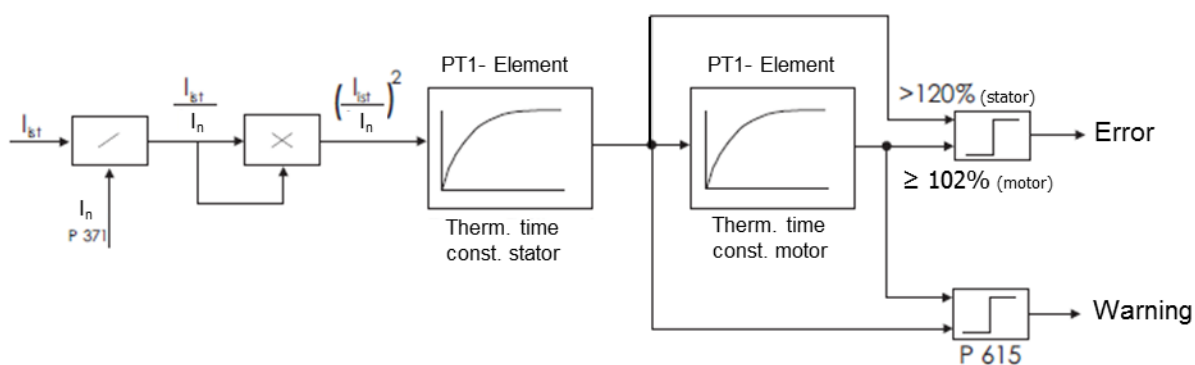 PT1- Element
PT1- Element
I_ist
I_ist
I_n
(I_ist / I_n)^2
>120% (stator)
Error
≥ 102% (motor)
I_n
P 371
Therm. time
const. stator
Therm. time
const. motor
Warning
P 615